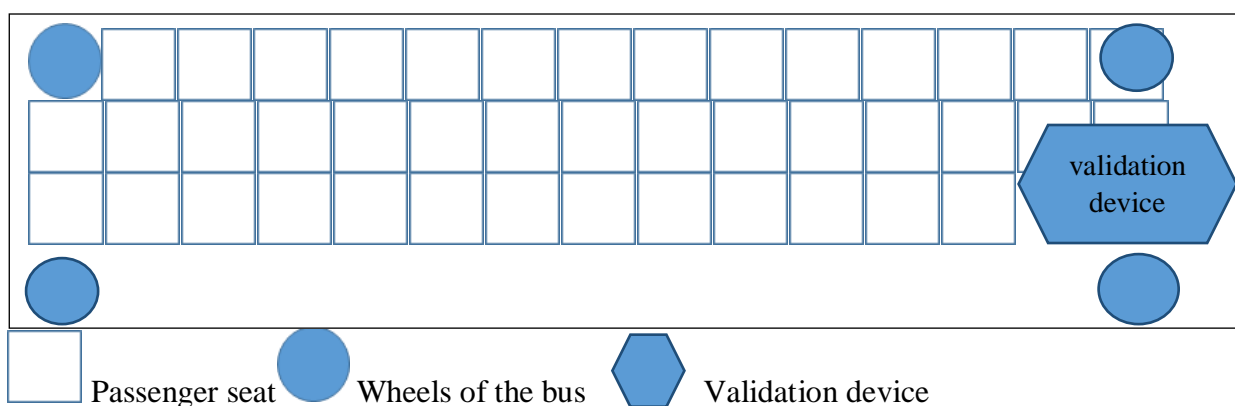 validation
device
Passenger seat Wheels of the bus Validation device